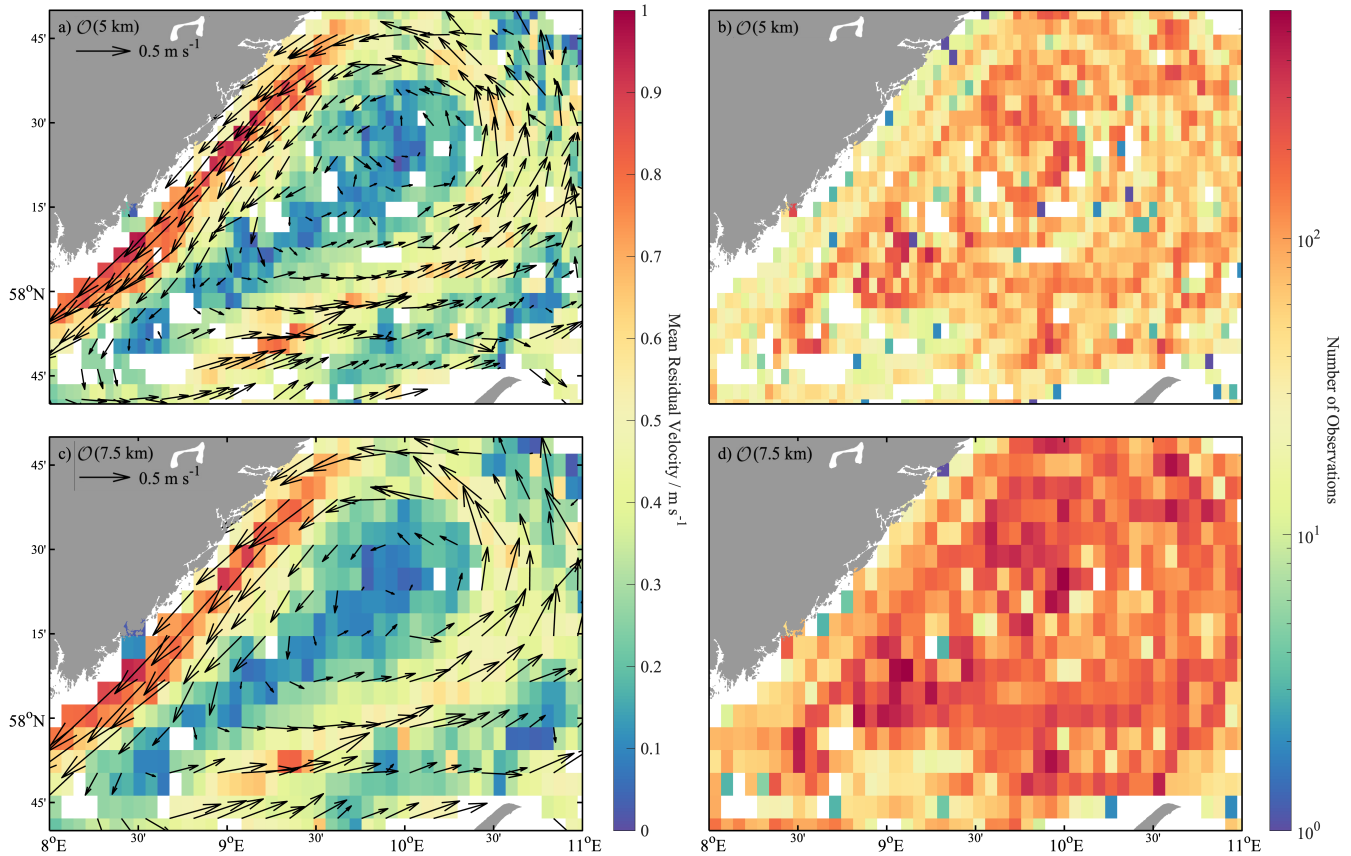 a) 𝒪(5 km)
0.5 m s⁻¹
45'
30'
15'
58°N
45'
b) 𝒪(5 km)
c) 𝒪(7.5 km)
0.5 m s⁻¹
45'
30'
15'
58°N
45'
8°E
30'
9°E
30'
10°E
30'
11°E
1
0.9
0.8
0.7
0.6
0.5
0.4
0.3
0.2
0.1
0
Mean Residual Velocity / m s⁻¹
d) 𝒪(7.5 km)
8°E
30'
9°E
30'
10°E
30'
11°E
10²
10¹
10⁰
Number of Observations